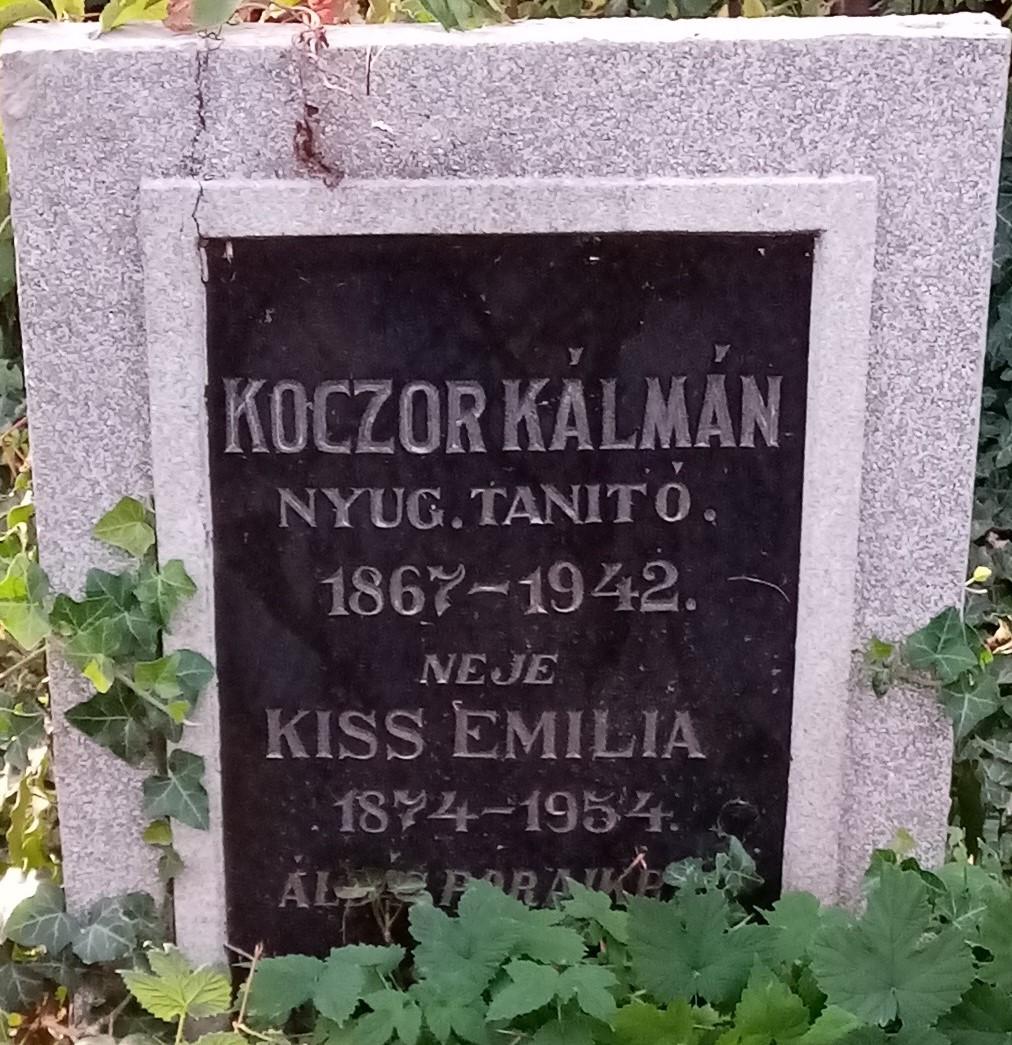 KOCZOR KÁLMÁN
NYUG. TANITÓ.
1867-1942.
NEJE
KISS EMILIA
1874-1954.